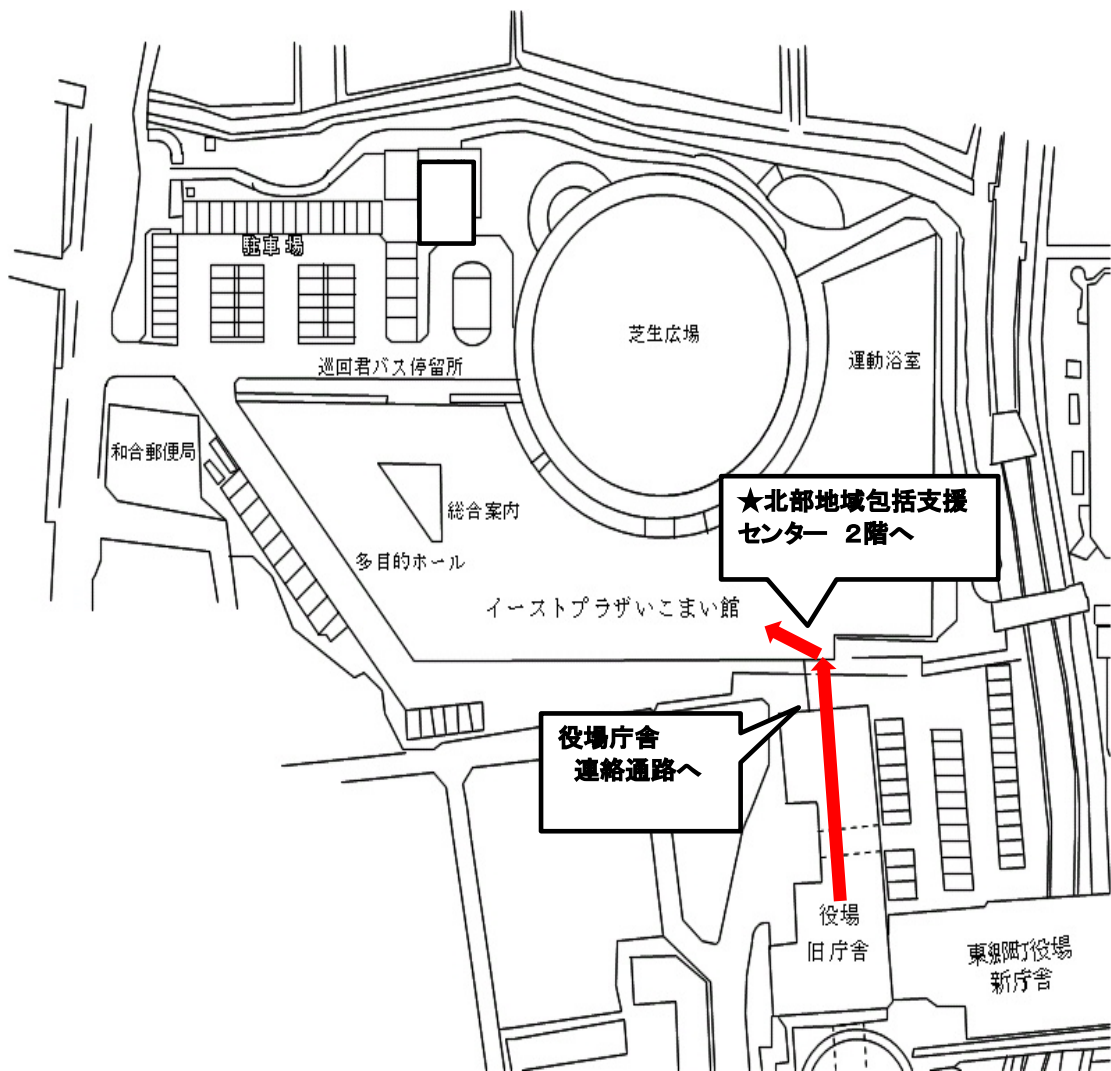 駐車場
芝生広場
巡回君バス停留所
運動浴室
和合郵便局
総合案内
多目的ホール
★北部地域包括支援
センター　2階へ
イーストプラザいこまい館
役場庁舎
連絡通路へ
役場
旧庁舎
東郷町役場
新庁舎